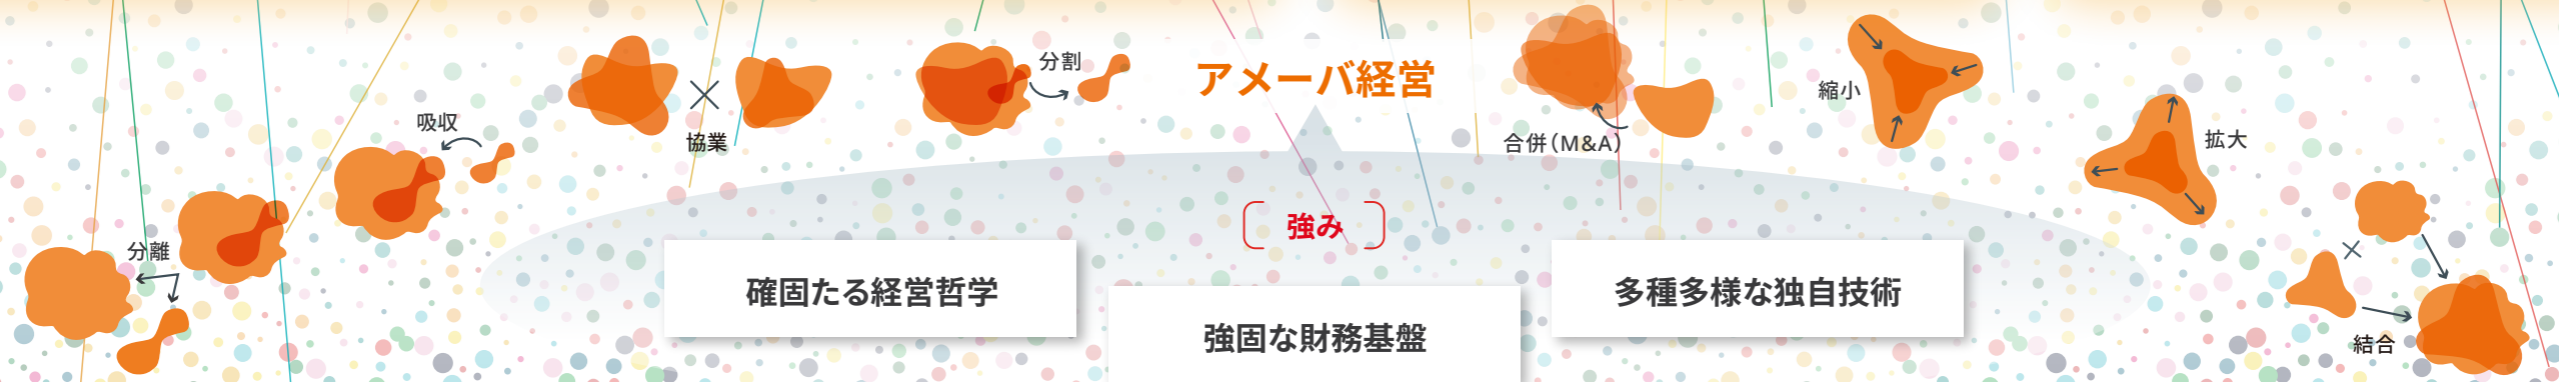 分離
吸収
協業
分割
アメーバ経営
合併(M&A)
縮小
拡大
結合
強み
確固たる経営哲学
強固な財務基盤
多種多様な独自技術